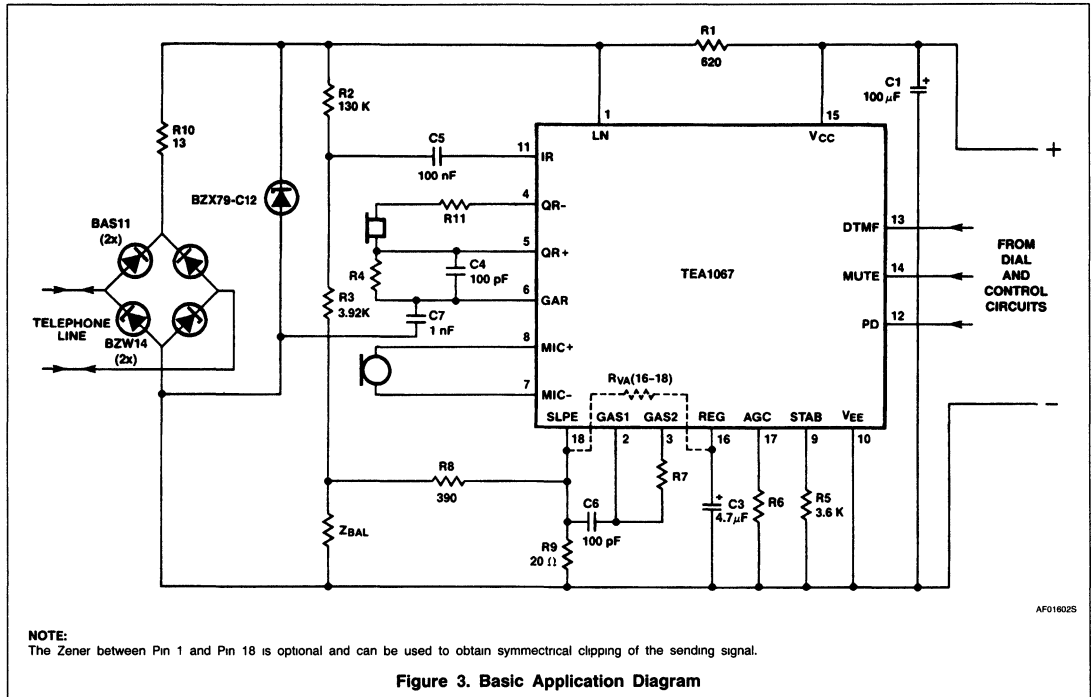 R1
620
R2
130 K
R10
13
C1
100 µF
+
1
LN
15
VCC
C5
100 nF
11
IR
BZX79-C12
4
QR-
R11
BAS11
(2x)
5
QR+
R4
C4
100 pF
6
GAR
TEA1067
DTMF
13
MUTE
14
PD
12
+
FROM
DIAL
AND
CONTROL
CIRCUITS
TELEPHONE
LINE
BZW14
(2x)
R3
3.92K
C7
1 nF
8
MIC+
7
MIC-
RVA(16-18)
SLPE
GAS1
GAS2
REG
AGC
STAB
VEE
18
2
3
16
17
9
10
−
R8
390
R7
C6
100 pF
+
C3
4.7µF
R6
R5
3.6 K
ZBAL
R9
20 Ω
AF01602S
NOTE:
The Zener between Pin 1 and Pin 18 is optional and can be used to obtain symmectrical clipping of the sending signal.
Figure 3. Basic Application Diagram